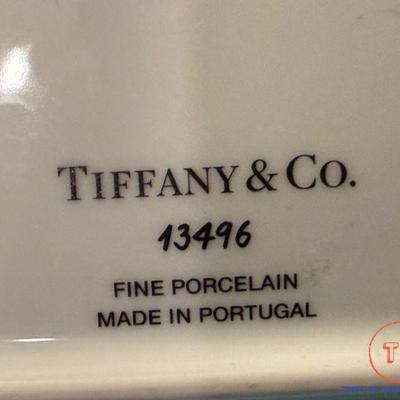 TIFFANY & CO.
13496
FINE PORCELAIN
MADE IN PORTUGAL